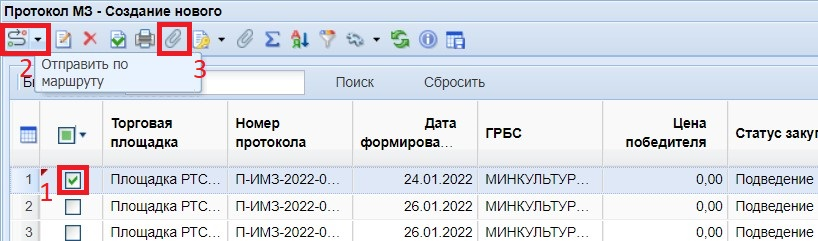 Протокол МЗ - Создание нового
2
3
Отправить по
маршруту
Поиск
Сбросить
Торговая
площадка
Номер
протокола
Дата
формирова...
ГРБС
Цена
победителя
Статус закуп
1
1
Площадка РТС...
П-ИМЗ-2022-0...
24.01.2022
МИНКУЛЬТУР...
0,00
Подведение
2
Площадка РТС...
П-ИМЗ-2022-0...
26.01.2022
МИНКУЛЬТУР...
0,00
Подведение
3
Площадка РТС...
П-ИМЗ-2022-0...
26.01.2022
МИНКУЛЬТУР...
0,00
Подведение